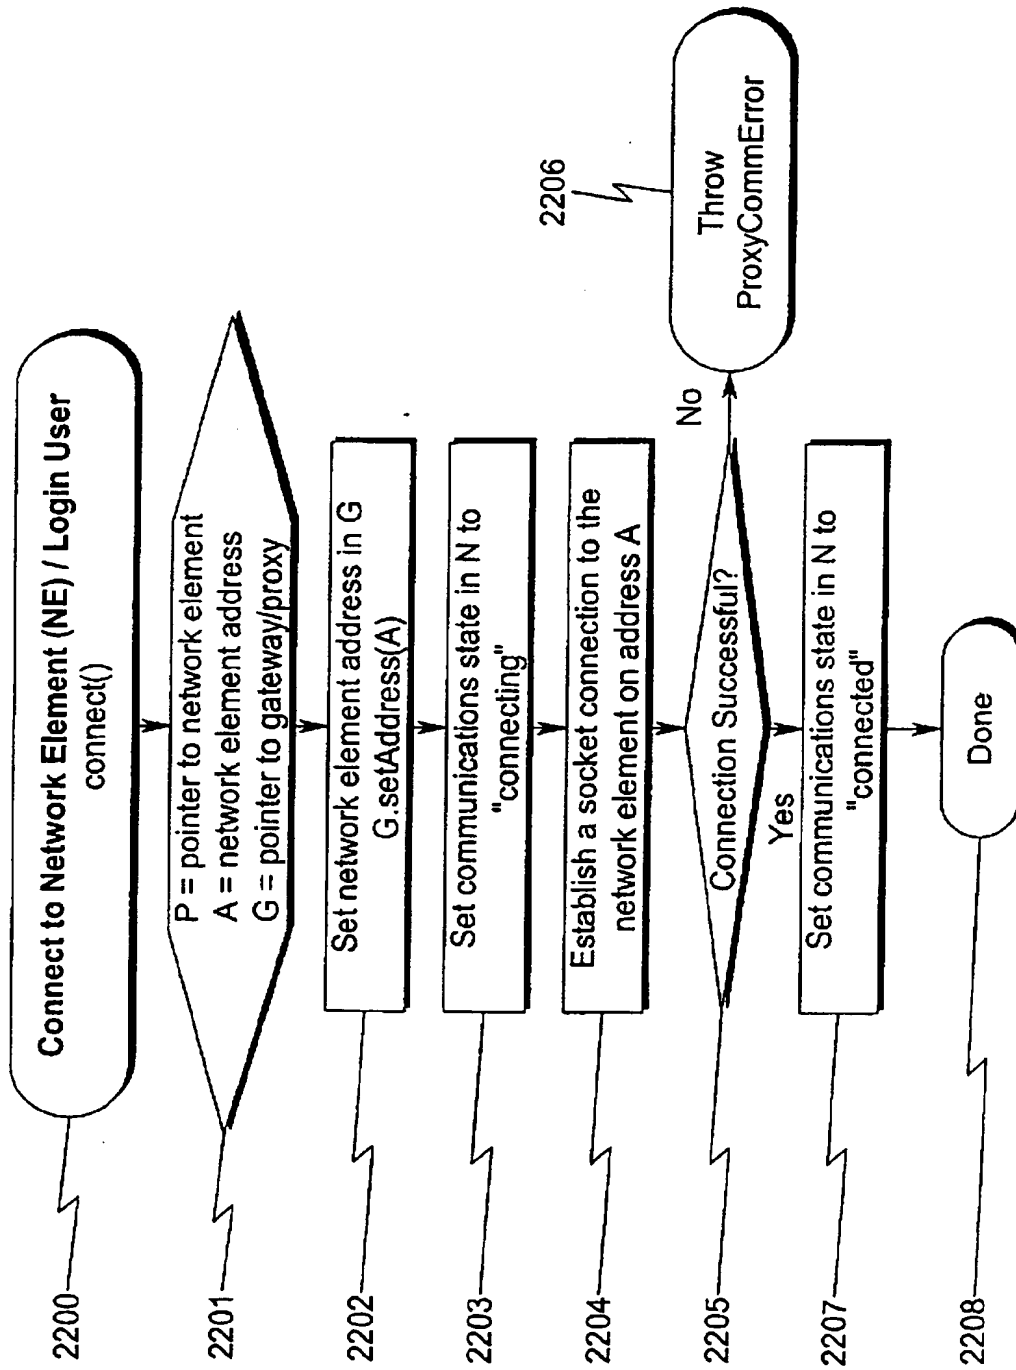 2200
Connect to Network Element (NE) / Login User
connect()
2201
P = pointer to network element
A = network element address
G = pointer to gateway/proxy
2202
Set network element address in G
G.setAddress(A)
2203
Set communications state in N to
"connecting"
2204
Establish a socket connection to the
network element on address A
2205
Connection Successful?
No
2206
Throw
ProxyCommError
Yes
2207
Set communications state in N to
"connected"
2208
Done